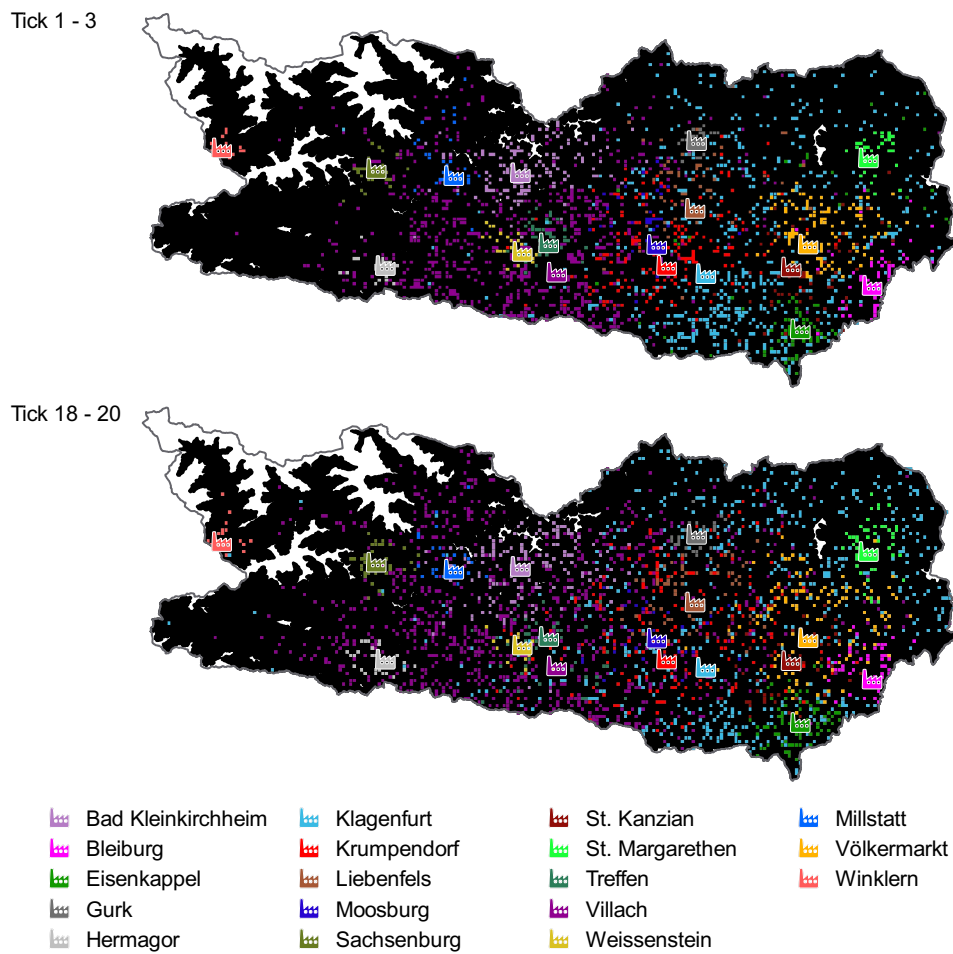 Tick 1 - 3
Tick 18 - 20
Bad Kleinkirchheim
Klagenfurt
St. Kanzian
Millstatt
Bleiburg
Krumpendorf
St. Margarethen
Völkermarkt
Eisenkappel
Liebenfels
Treffen
Winklern
Gurk
Moosburg
Villach
Hermagor
Sachsenburg
Weissenstein